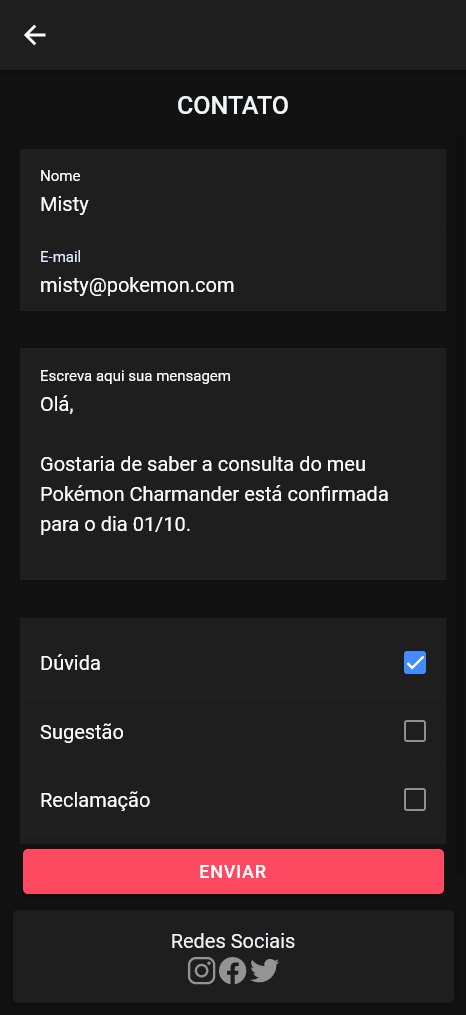 CONTATO
Nome
Misty
E-mail
misty@pokemon.com
Escreva aqui sua mensagem
Olá,
Gostaria de saber a consulta do meu
Pokémon Charmander está confirmada
para o dia 01/10.
Dúvida
Sugestão
Reclamação
ENVIAR
Redes Sociais